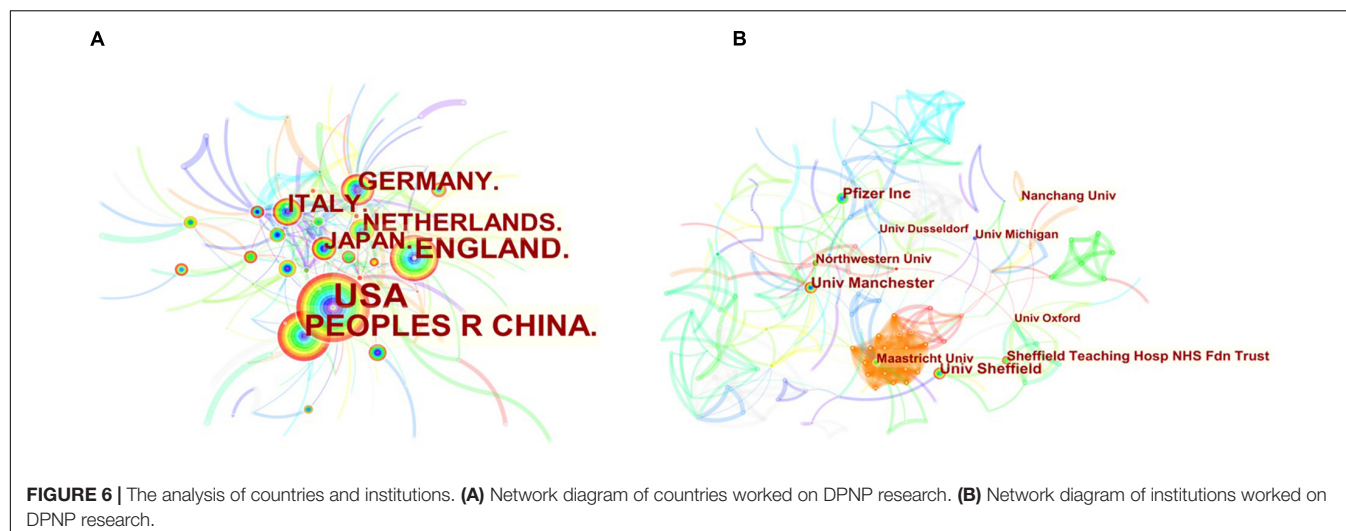 A
B
GERMANY.
ITALY.
NETHERLANDS.
JAPAN.
ENGLAND.
USA
PEOPLES R CHINA.
Pfizer Inc
Nanchang Univ
Univ Dusseldorf
Univ Michigan
Northwestern Univ
Univ Manchester
Univ Oxford
Maastricht Univ
Sheffield Teaching Hosp NHS Fdn Trust
Univ Sheffield
FIGURE 6 | The analysis of countries and institutions. (A) Network diagram of countries worked on DPNP research. (B) Network diagram of institutions worked on
DPNP research.